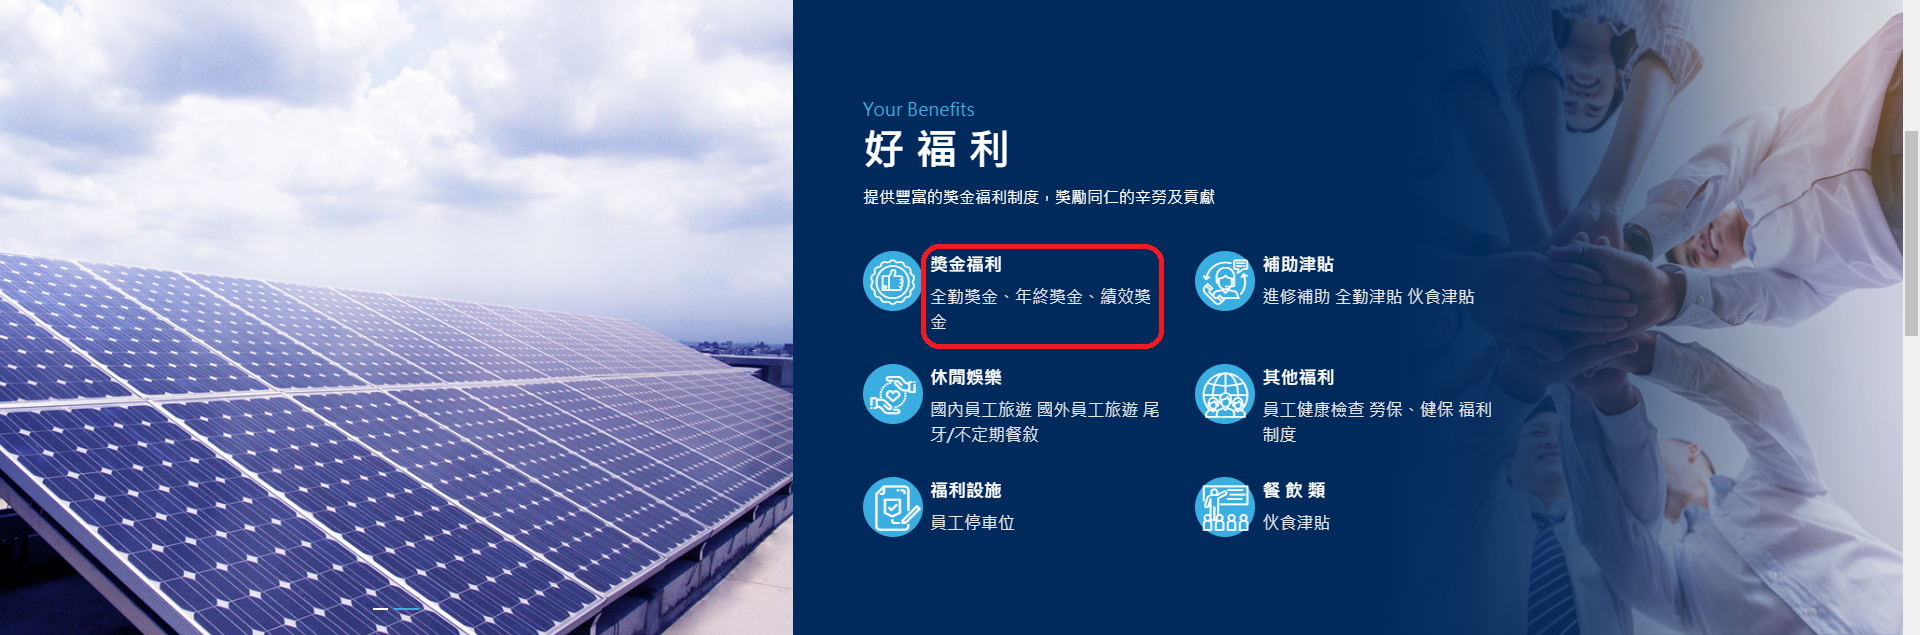 Your Benefits
好福利
提供豐富的獎金福利制度，獎勵同仁的辛勞及貢獻
獎金福利
全勤獎金、年終獎金、績效獎
金
補助津貼
進修補助 全勤津貼 伙食津貼
休閒娛樂
國內員工旅遊 國外員工旅遊 尾
牙/不定期餐敘
其他福利
員工健康檢查 勞保、健保 福利
制度
福利設施
員工停車位
餐 飲 類
伙食津貼